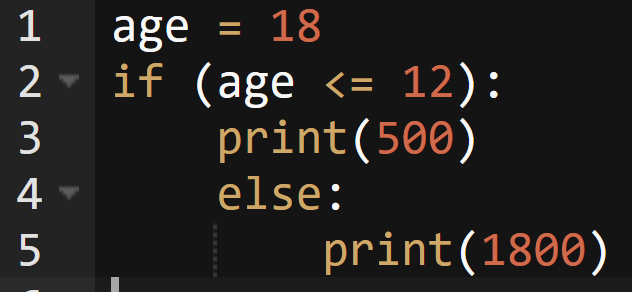 1 age = 18
2 if (age <= 12):
3     print(500)
4     else:
5         print(1800)